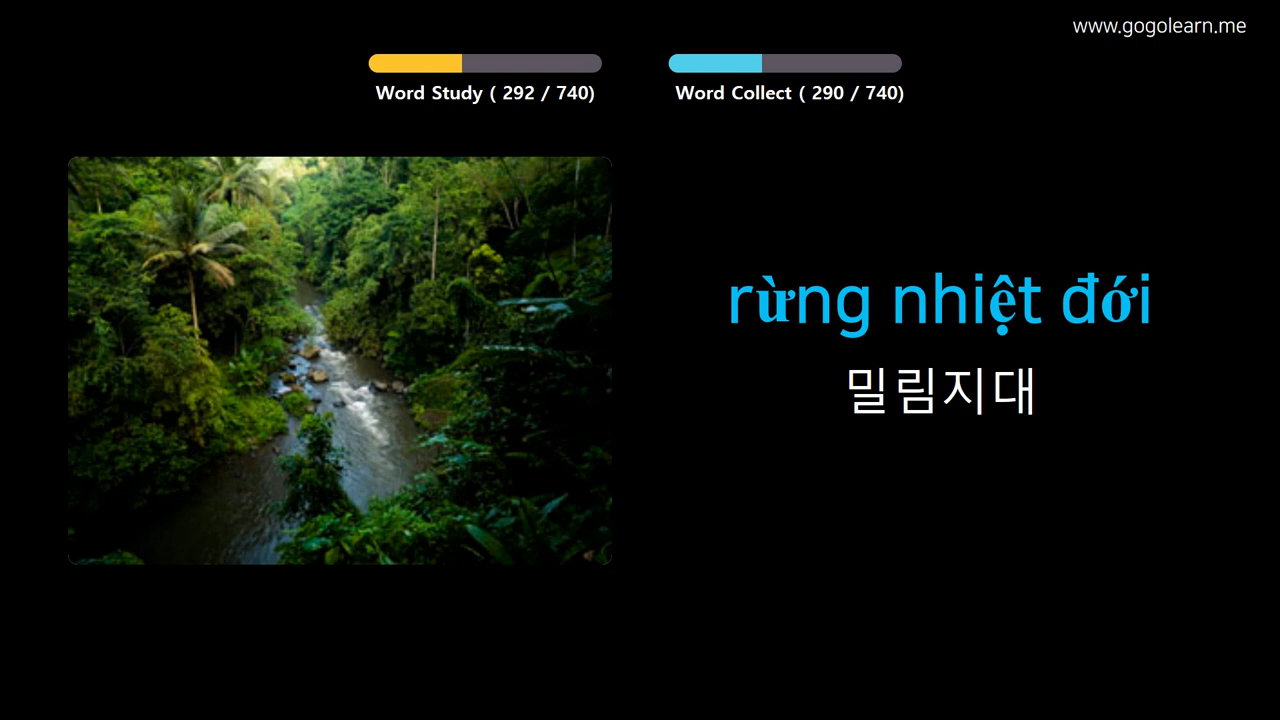 www.gogolearn.me
Word Study ( 292 / 740)
Word Collect ( 290 / 740)
rừng nhiệt đới
밀림지대